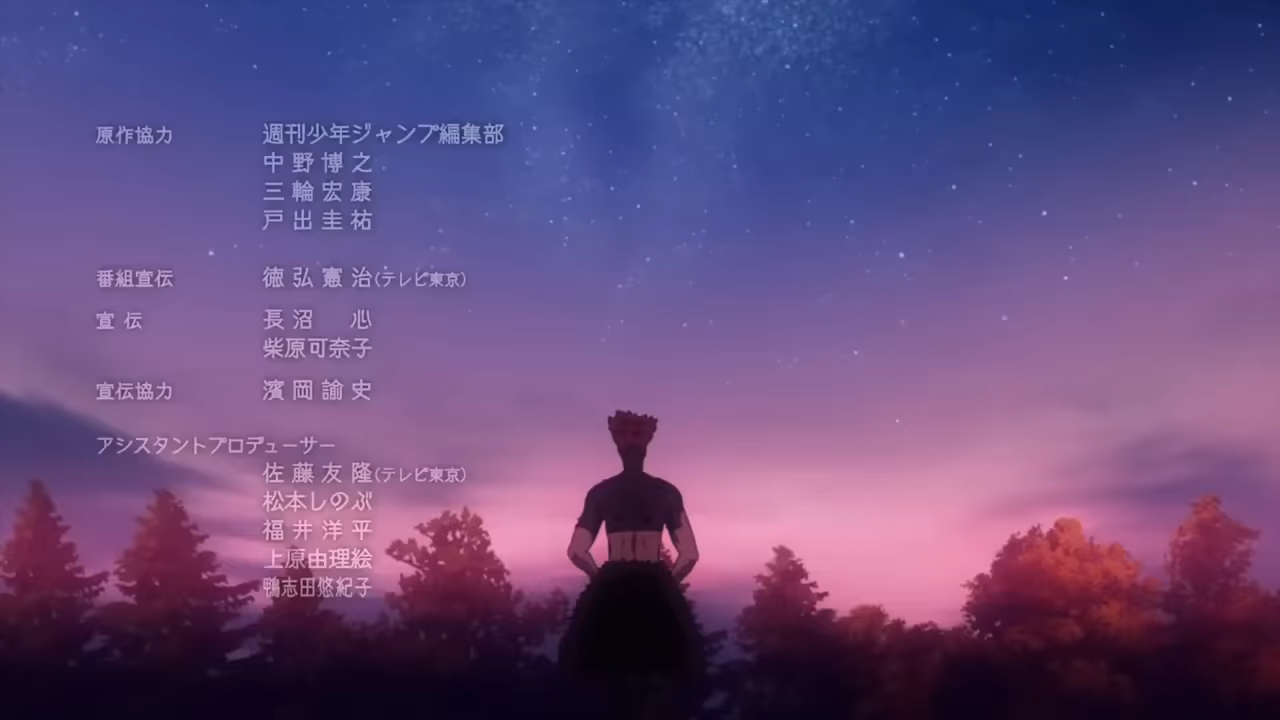 原作協力 週刊少年ジャンプ編集部
中野博之
三輪宏康
戸出圭祐
番組宣伝 徳弘憲治(テレビ東京)
宣伝 長沼 心
柴原可奈子
宣伝協力 濱岡諭史
アシスタントプロデューサー
佐藤友隆(テレビ東京)
松本しのぶ
福井洋平
上原由理絵
鴨志田悠紀子